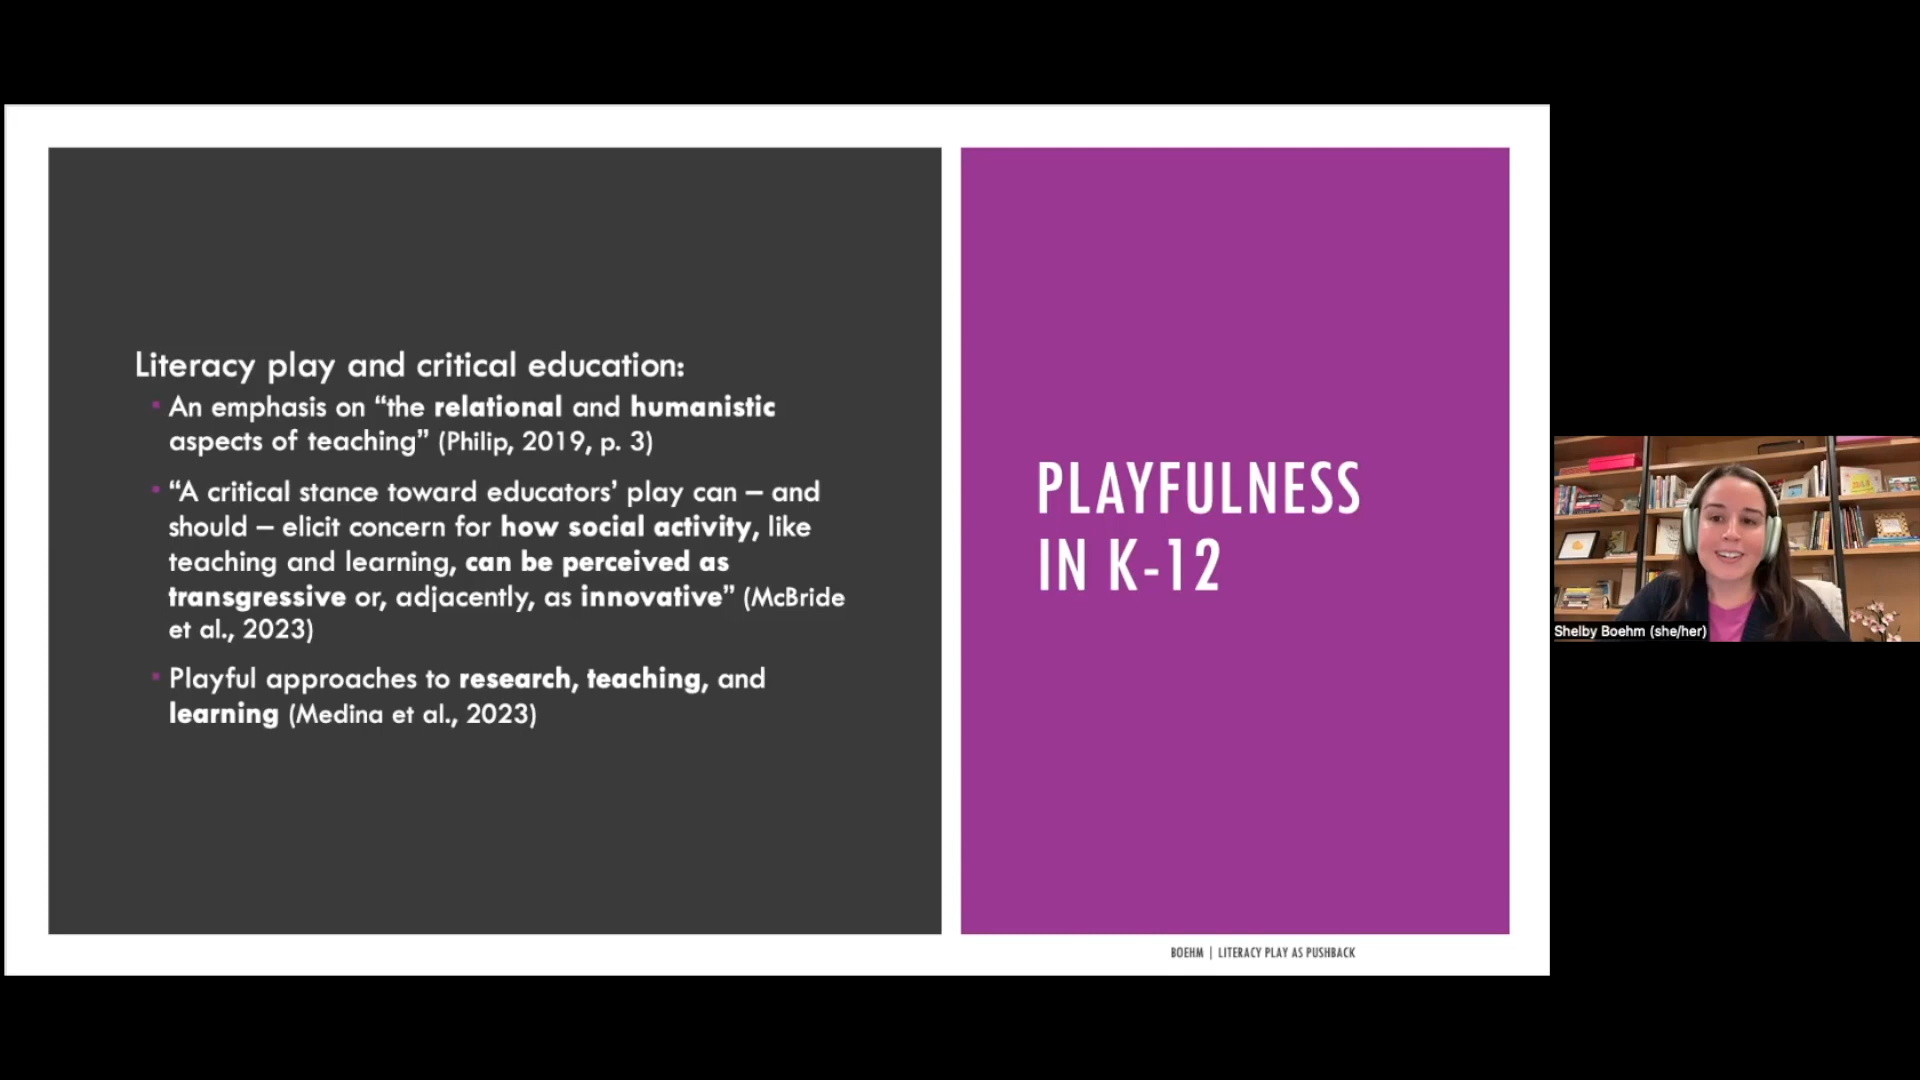 Literacy play and critical education:
An emphasis on “the relational and humanistic
aspects of teaching” (Philip, 2019, p. 3)
“A critical stance toward educators’ play can – and
should – elicit concern for how social activity, like
teaching and learning, can be perceived as
transgressive or, adjacently, as innovative” (McBride
et al., 2023)
Playful approaches to research, teaching, and
learning (Medina et al., 2023)
PLAYFULNESS
IN K-12
BOEHM | LITERACY PLAY AS PUSHBACK
Shelby Boehm (she/her)